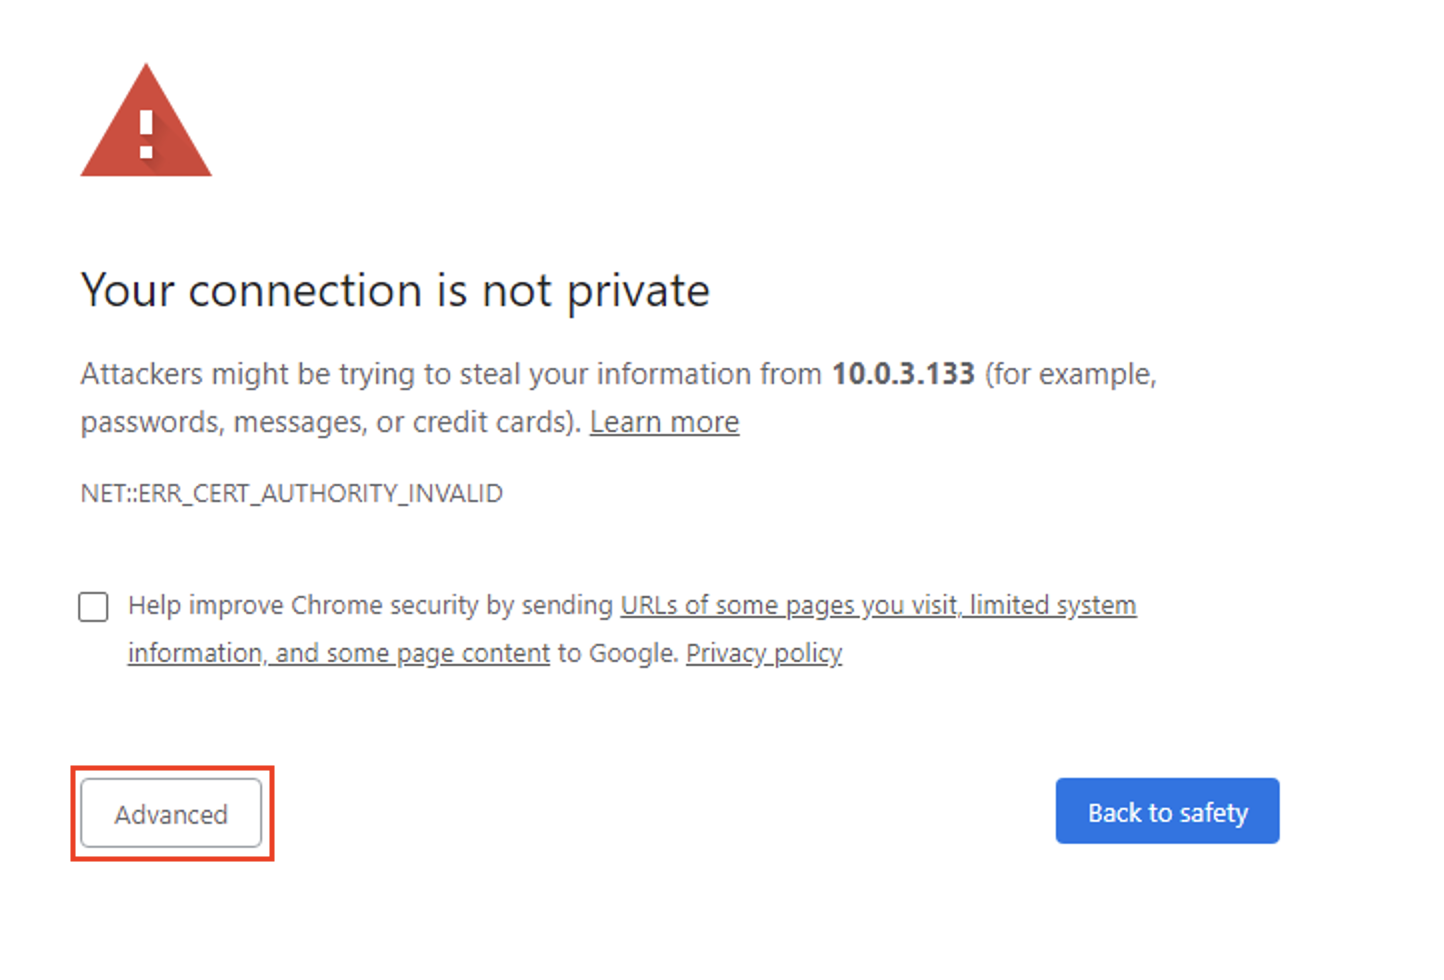 Your connection is not private
Attackers might be trying to steal your information from 10.0.3.133 (for example,
passwords, messages, or credit cards). Learn more
NET::ERR_CERT_AUTHORITY_INVALID
Help improve Chrome security by sending URLs of some pages you visit, limited system
information, and some page content to Google. Privacy policy
Advanced
Back to safety